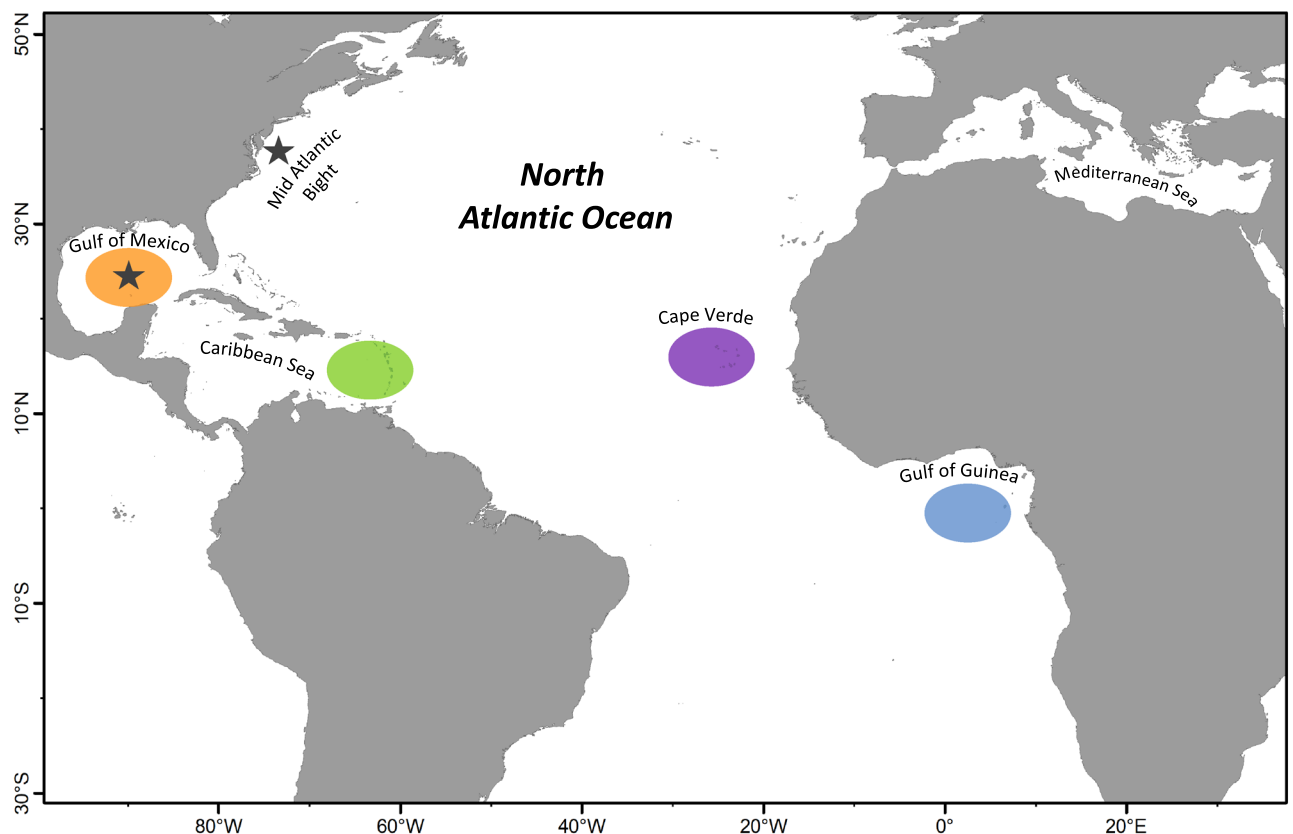 50°N
30°N
10°N
10°S
30°S
Mid Atlantic
Bight
North
Atlantic Ocean
Mediterranean Sea
Gulf of Mexico
Cape Verde
Caribbean Sea
Gulf of Guinea
80°W
60°W
40°W
20°W
0°
20°E